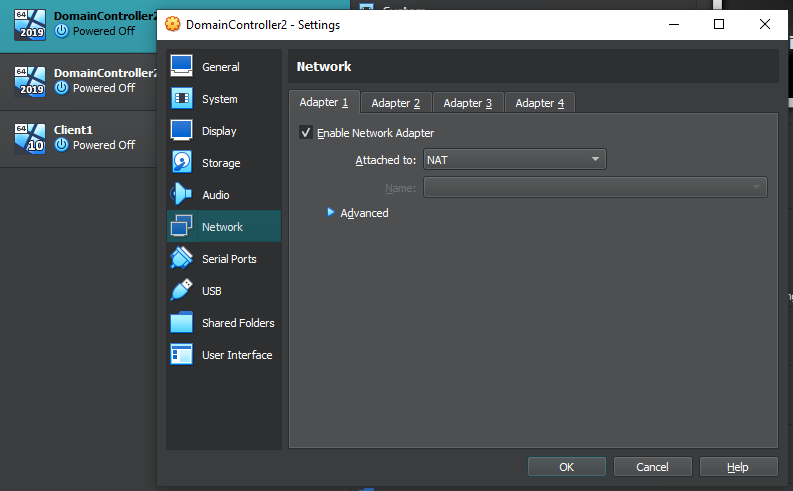 64
2019
DomainController2
Powered Off
64
2019
DomainController2
Powered Off
64
10
Client1
Powered Off
DomainController2 - Settings
General
System
Display
Storage
Audio
Network
Serial Ports
USB
Shared Folders
User Interface
Network
Adapter 1
Adapter 2
Adapter 3
Adapter 4
Enable Network Adapter
Attached to: NAT
Name:
Advanced
OK
Cancel
Help